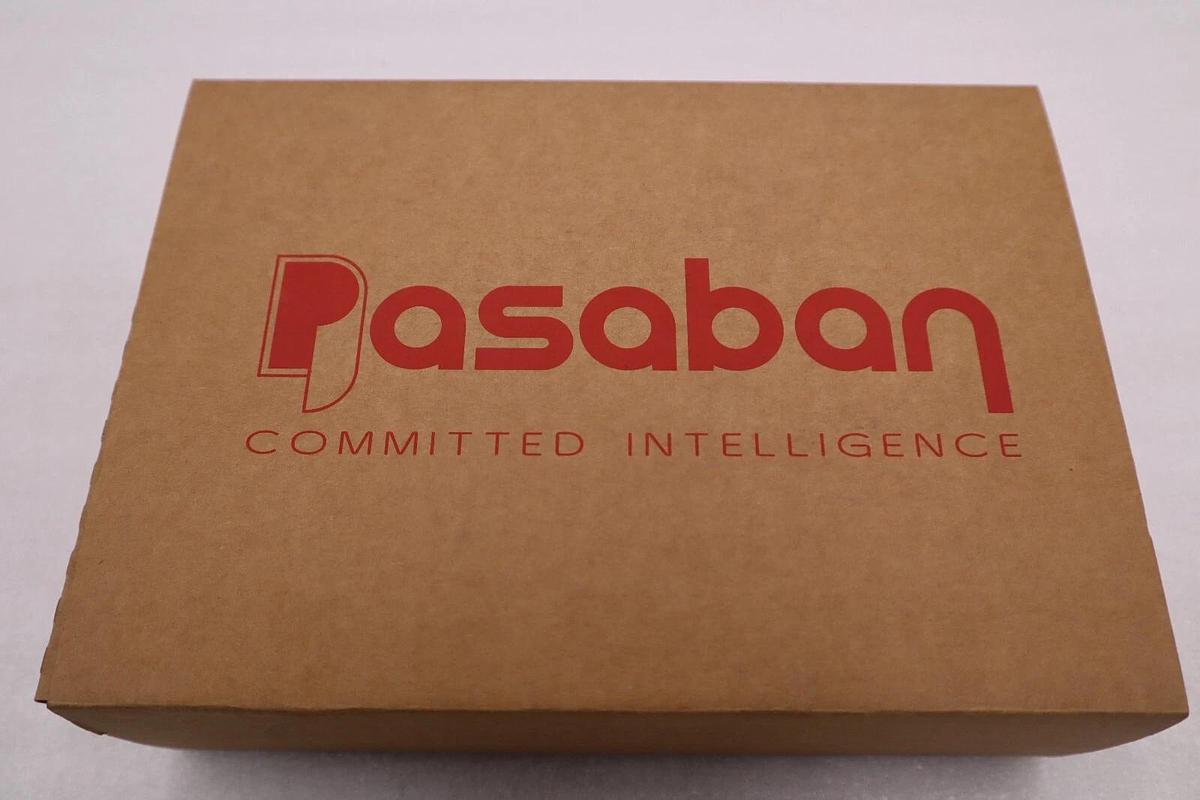 Pasaban
COMMITTED INTELLIGENCE